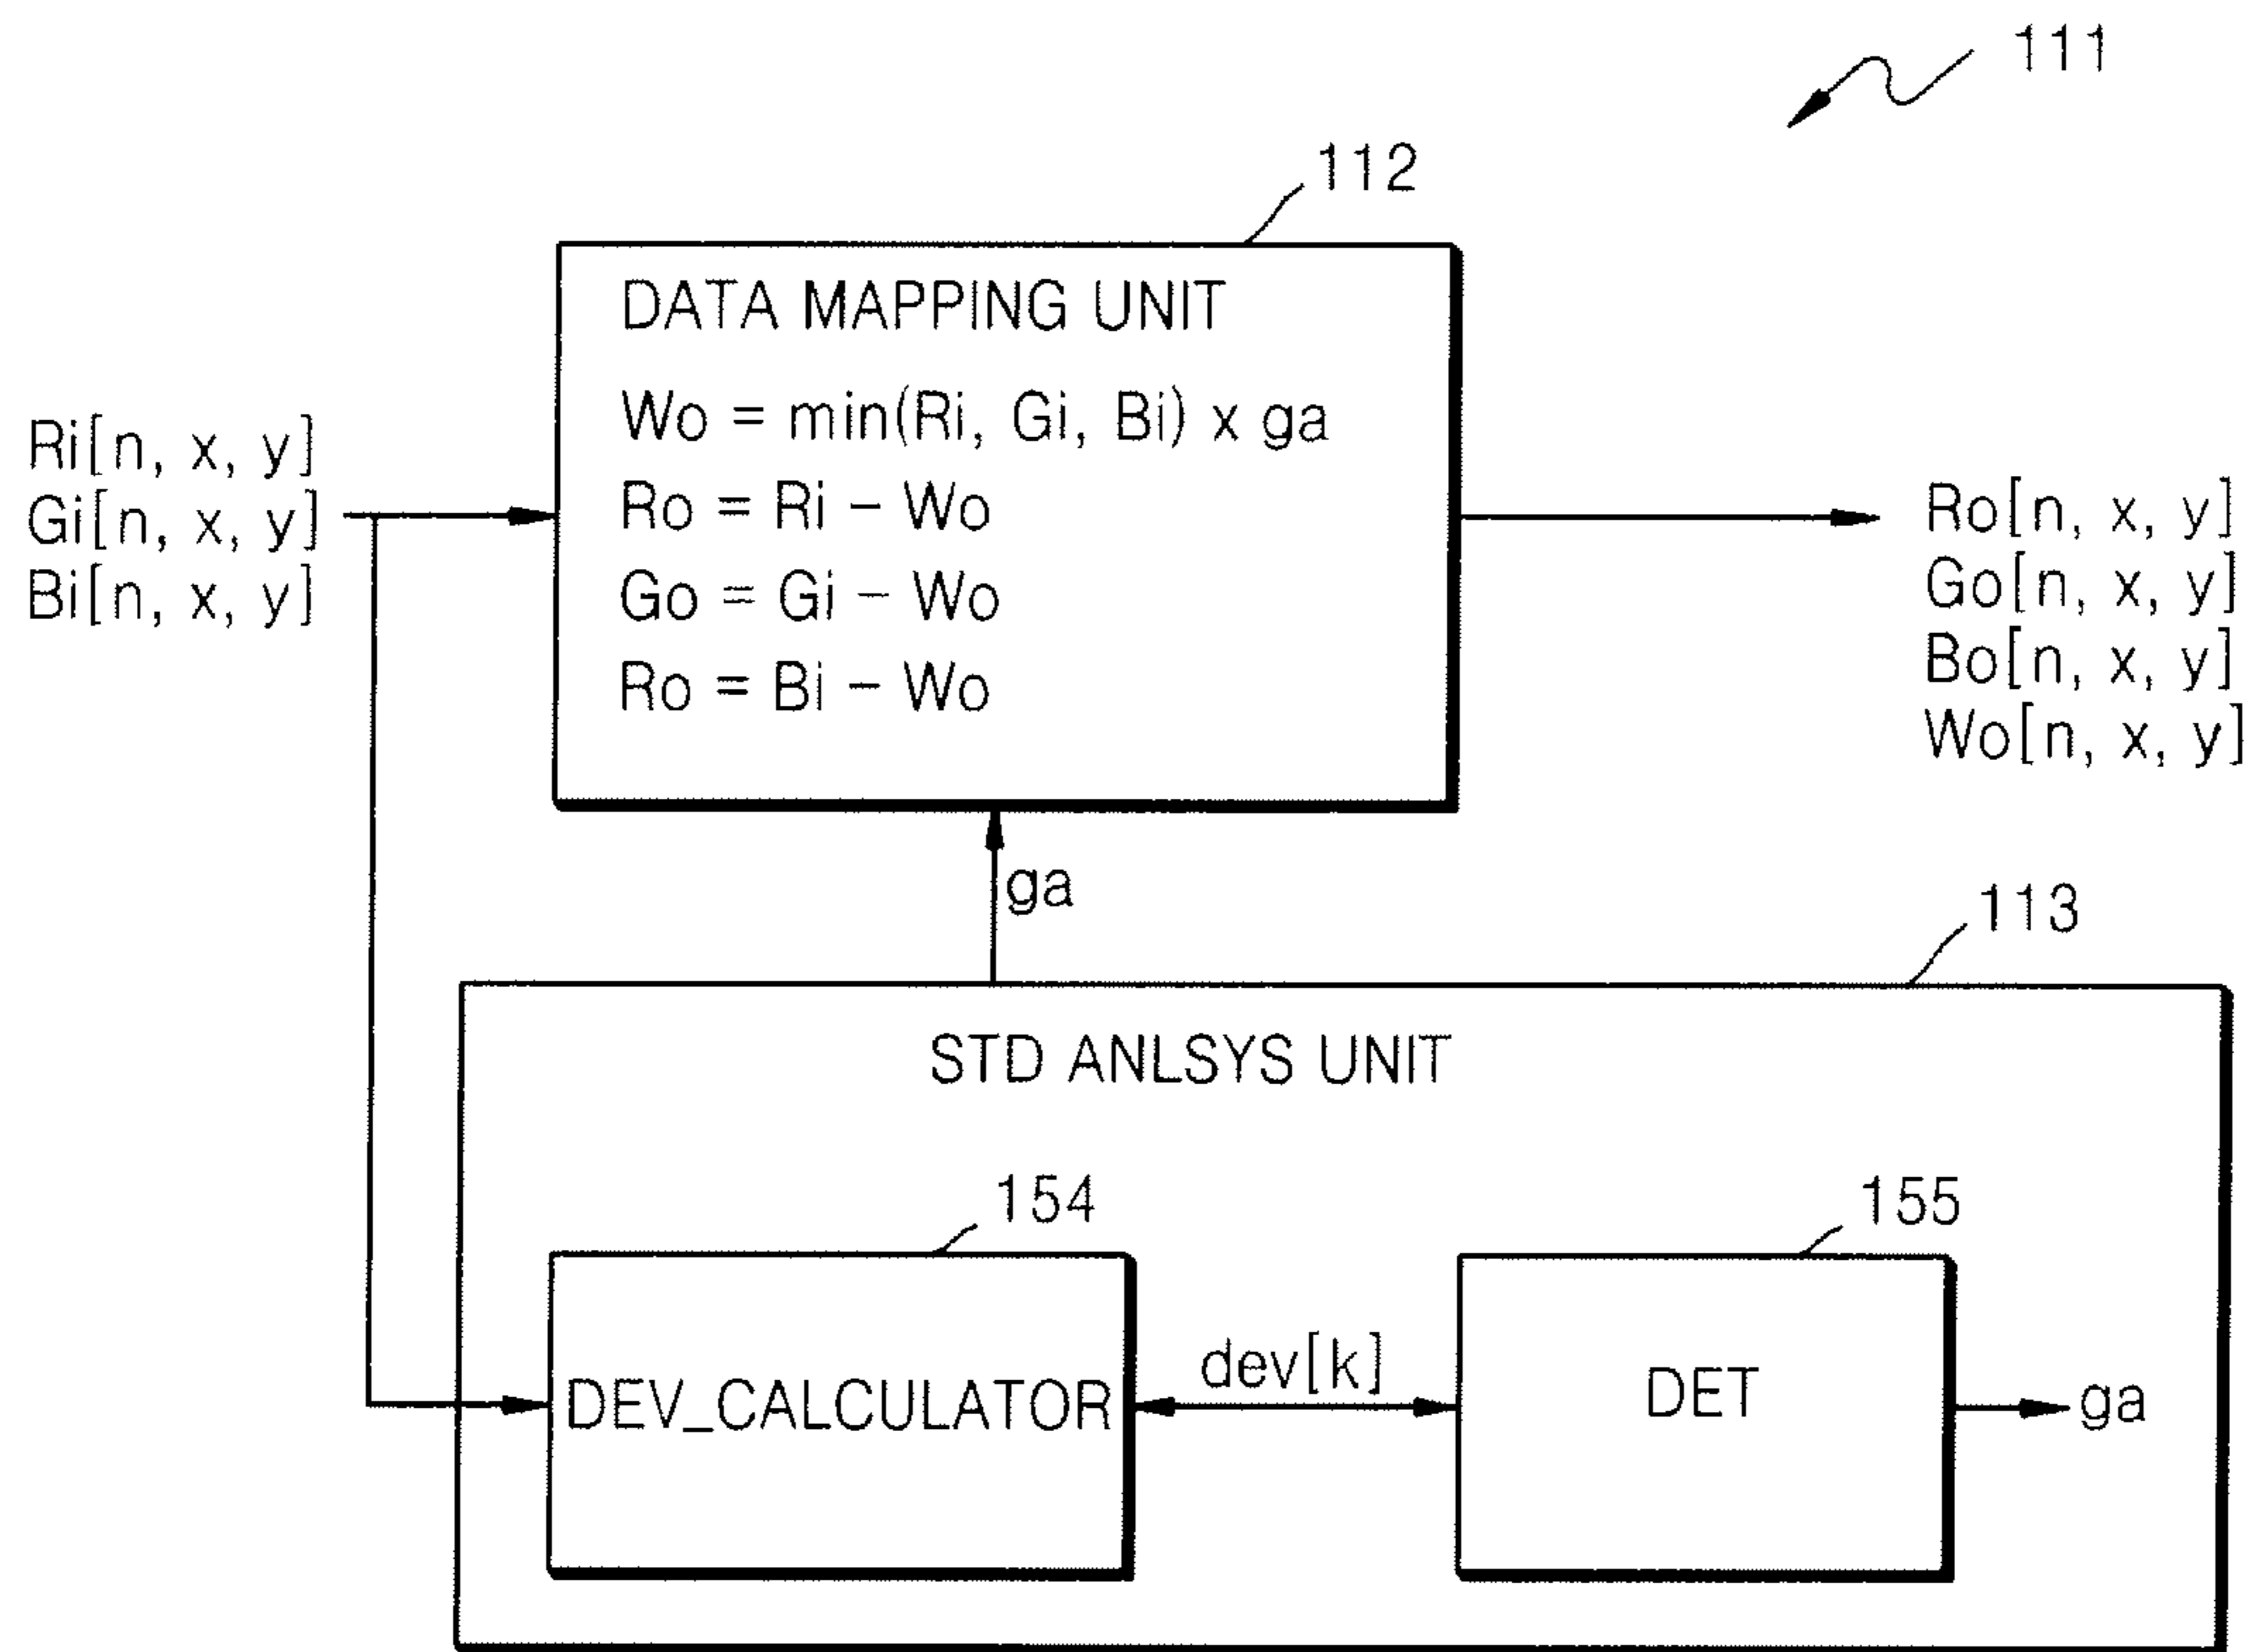 111
112
DATA MAPPING UNIT
Wo = min(Ri, Gi, Bi) x ga
Ro = Ri - Wo
Go = Gi - Wo
Ro = Bi - Wo
Ri[n, x, y]
Gi[n, x, y]
Bi[n, x, y]
Ro[n, x, y]
Go[n, x, y]
Bo[n, x, y]
Wo[n, x, y]
ga
113
STD ANLSYS UNIT
154
155
DEV_CALCULATOR
dev[k]
DET
ga